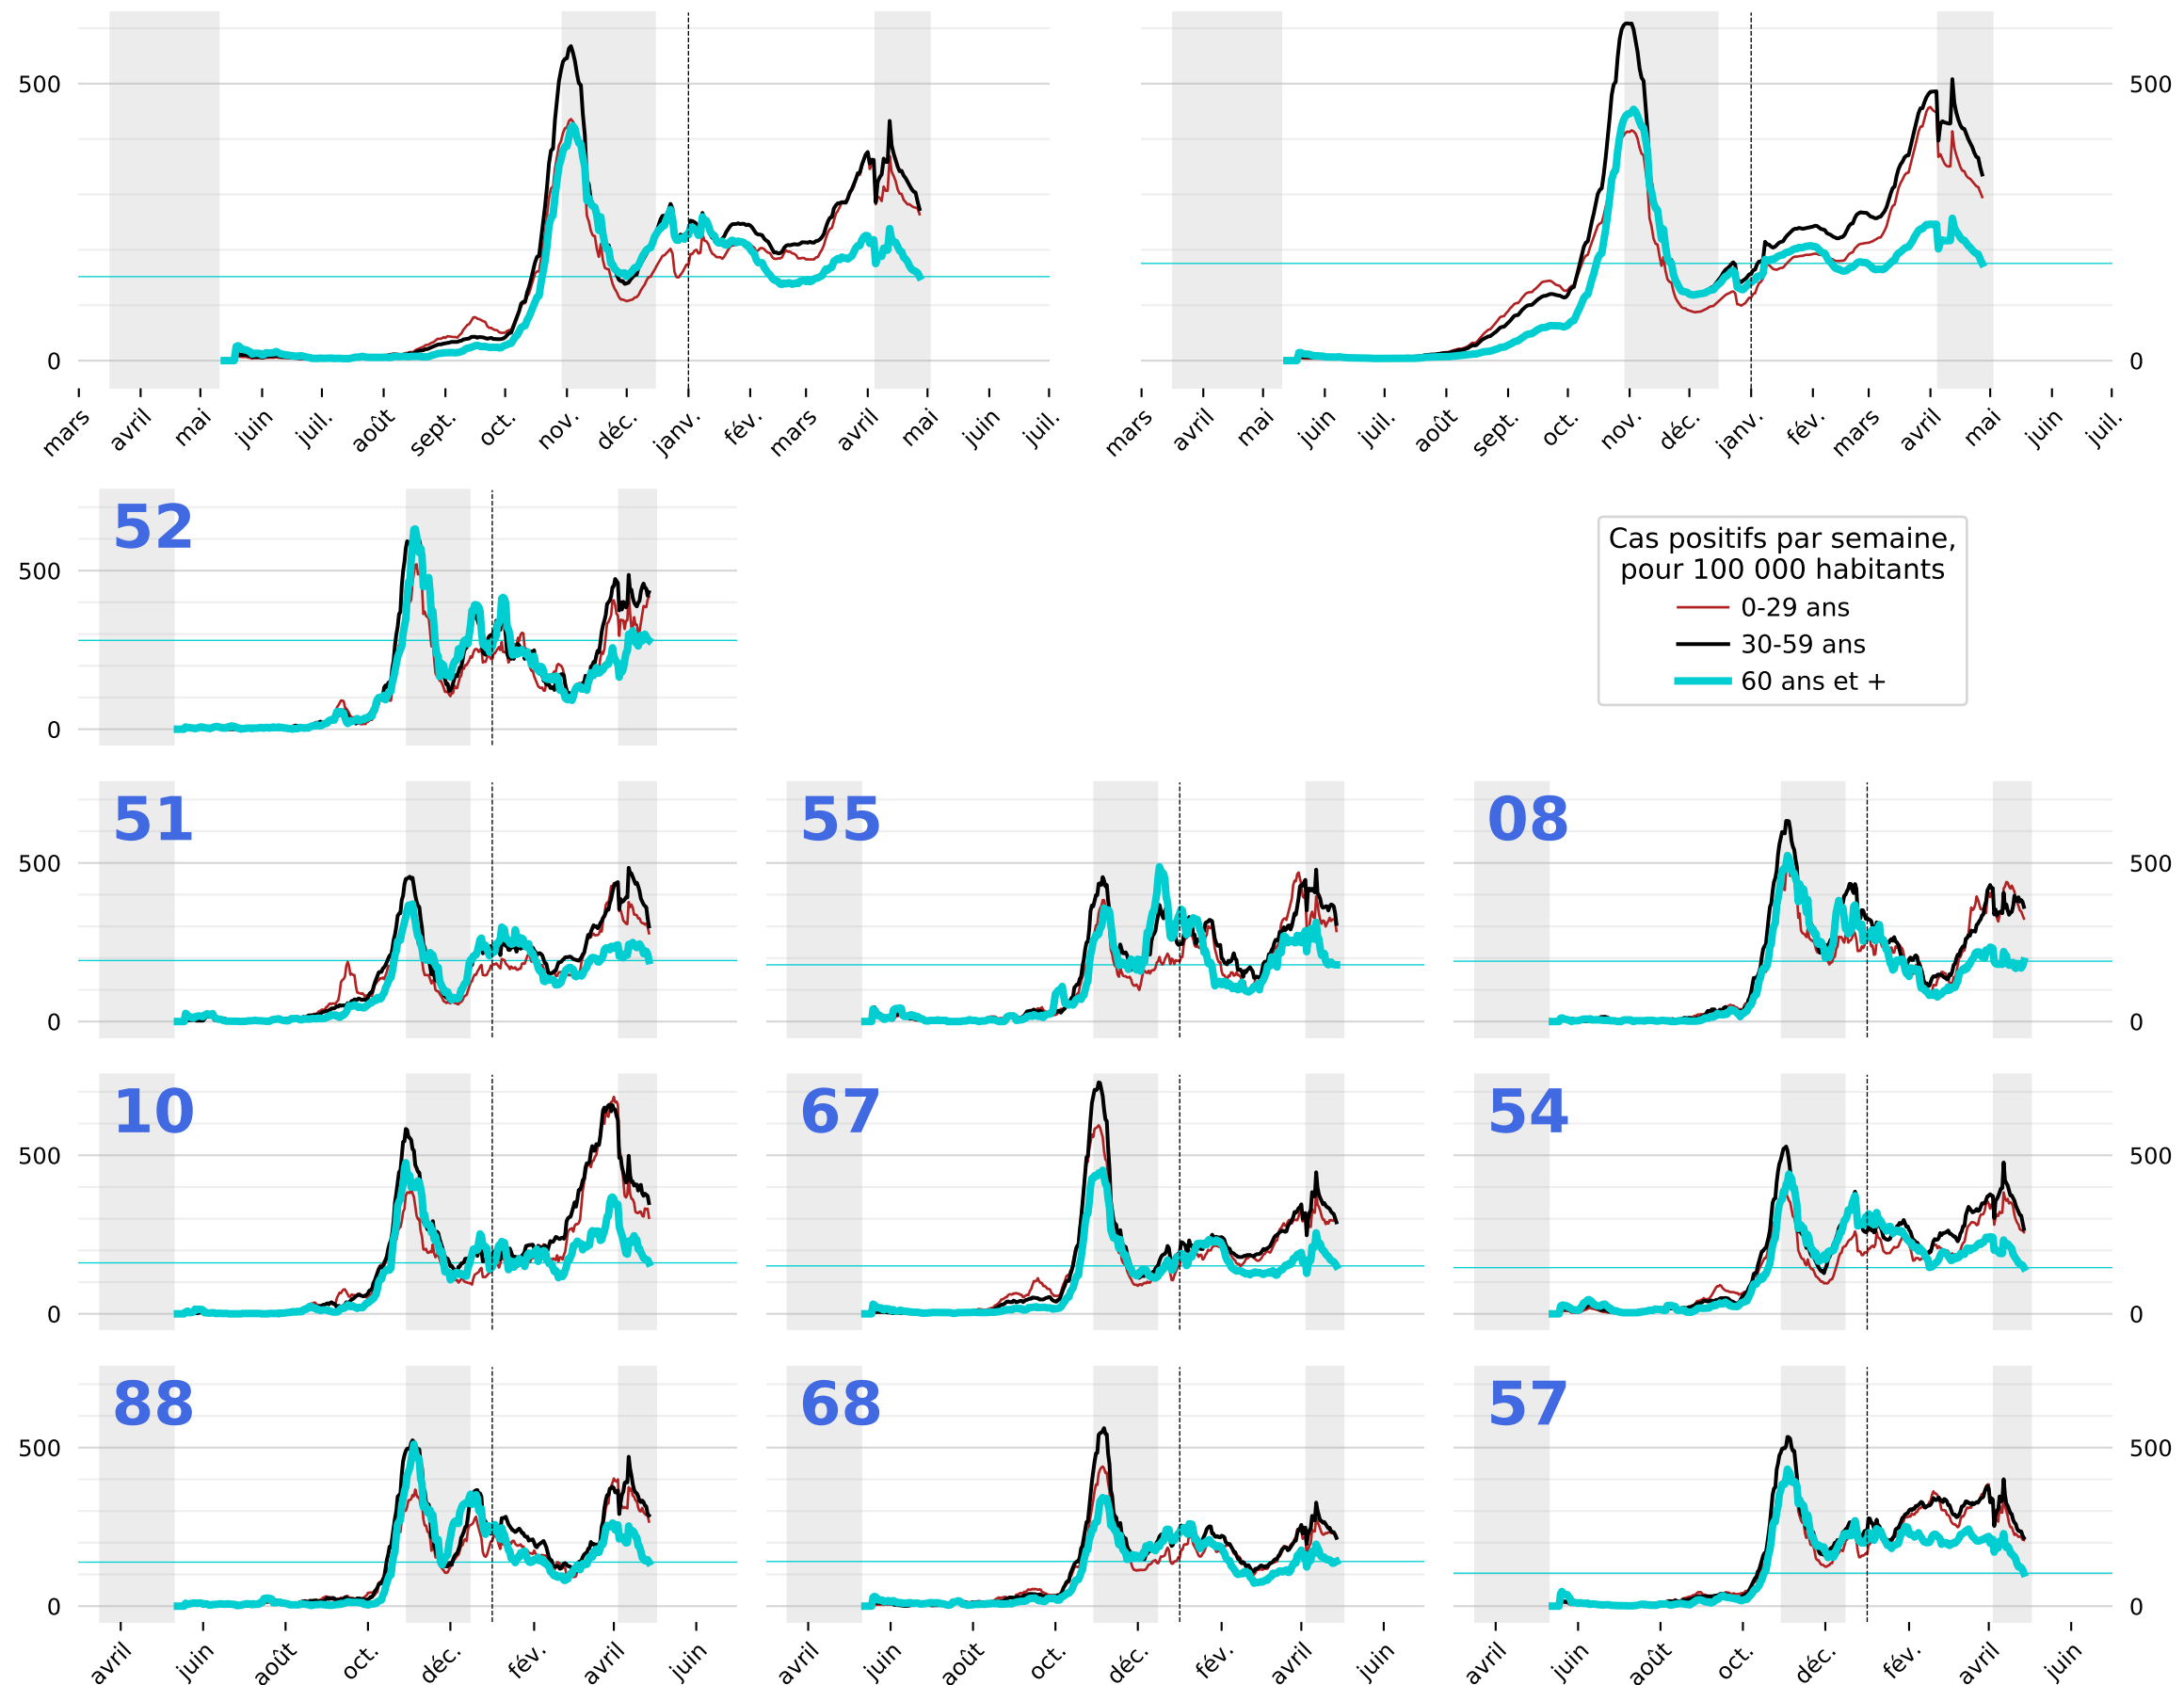 500
500
0
0
mars
avril
mai
juin
juil.
août
sept.
oct.
nov.
déc.
janv.
fév.
mars
avril
mai
juin
juil.
mars
avril
mai
juin
juil.
août
sept.
oct.
nov.
déc.
janv.
fév.
mars
avril
mai
juin
juil.
52
500
0
Cas positifs par semaine,
pour 100 000 habitants
0-29 ans
30-59 ans
60 ans et +
51
55
08
500
500
0
0
10
67
54
500
500
0
0
88
68
57
500
500
0
0
avril
juin
août
oct.
déc.
fév.
avril
juin
avril
juin
août
oct.
déc.
fév.
avril
juin
avril
juin
août
oct.
déc.
fév.
avril
juin